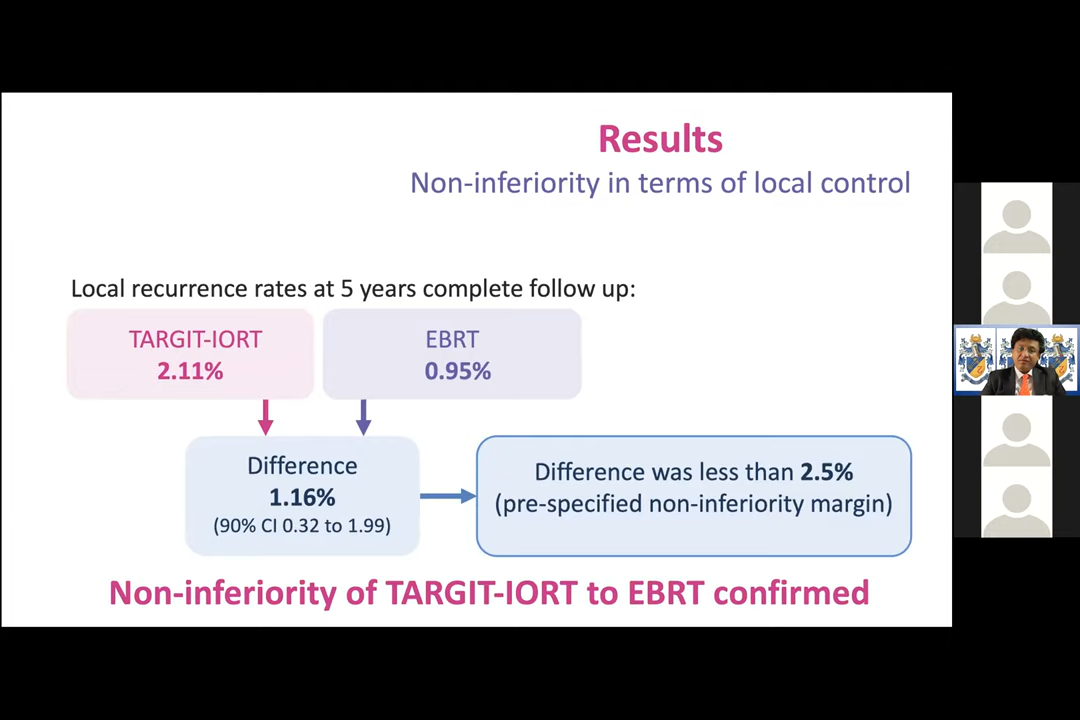 Results
Non-inferiority in terms of local control
Local recurrence rates at 5 years complete follow up:
TARGIT-IORT
2.11%
EBRT
0.95%
Difference
1.16%
(90% CI 0.32 to 1.99)
Difference was less than 2.5%
(pre-specified non-inferiority margin)
Non-inferiority of TARGIT-IORT to EBRT confirmed